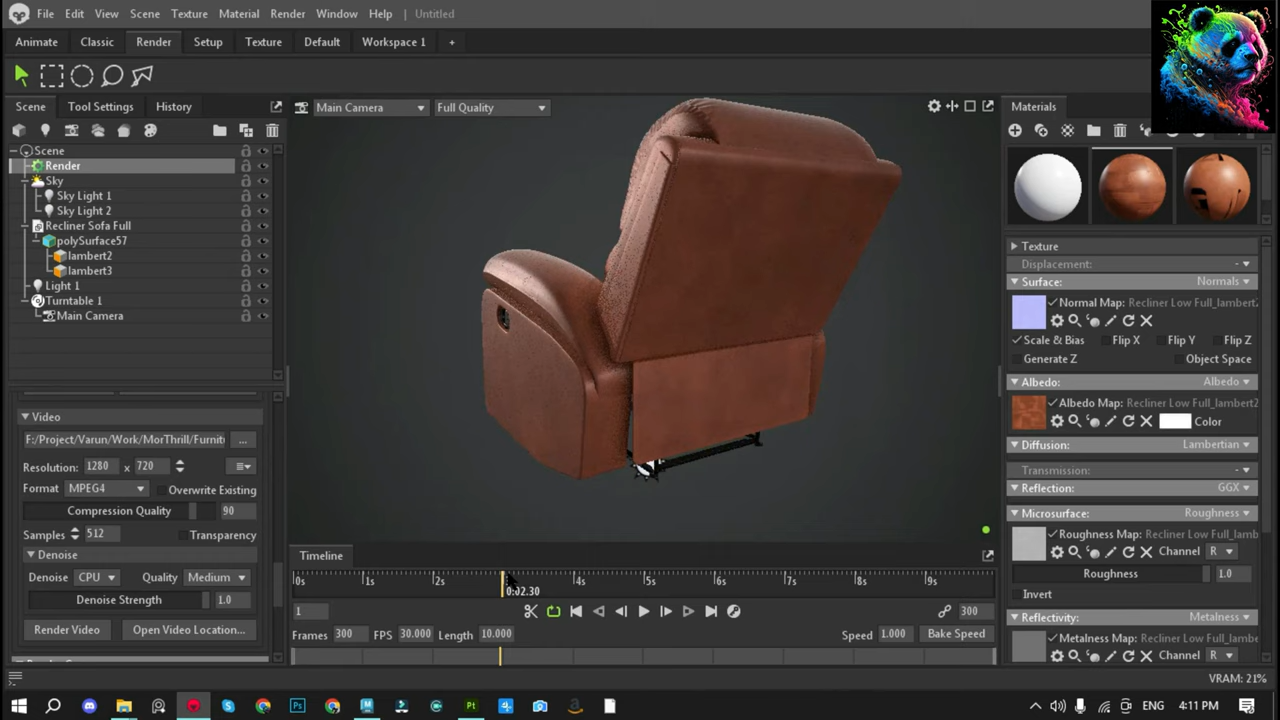 File Edit View Scene Texture Material Render Window Help Untitled
Animate Classic Render Setup Texture Default Workspace 1 +
Scene Tool Settings History
Main Camera Full Quality
Materials
Scene
Render
Sky
Sky Light 1
Sky Light 2
Recliner Sofa Full
polySurface57
lambert2
lambert3
Light 1
Turntable 1
Main Camera
Video
F:/Project/Varun/Work/MorThrill/Furnitu ...
Resolution: 1280 x 720
Format MPEG4 Overwrite Existing
Compression Quality 90
Samples 512 Transparency
Denoise
Denoise CPU Quality Medium
Denoise Strength 1.0
Render Video Open Video Location...
Timeline
0s 1s 2s 4s 5s 6s 7s 8s 9s
0:02.30
1 300
Frames 300 FPS 30.000 Length 10.000 Speed 1.000 Bake Speed
Texture
Displacement: -
Surface: Normals
Normal Map: Recliner Low Full_lambert2
Scale & Bias Flip X Flip Y Flip Z
Generate Z Object Space
Albedo: Albedo
Albedo Map: Recliner Low Full_lambert2
Color
Diffusion: Lambertian
Transmission: -
Reflection: GGX
Microsurface: Roughness
Roughness Map: Recliner Low Full_lamb
Channel R
Roughness 1.0
Invert
Reflectivity: Metalness
Metalness Map: Recliner Low Full_lamb
Channel R
VRAM: 21%
Ps Pt ENG 4:11 PM